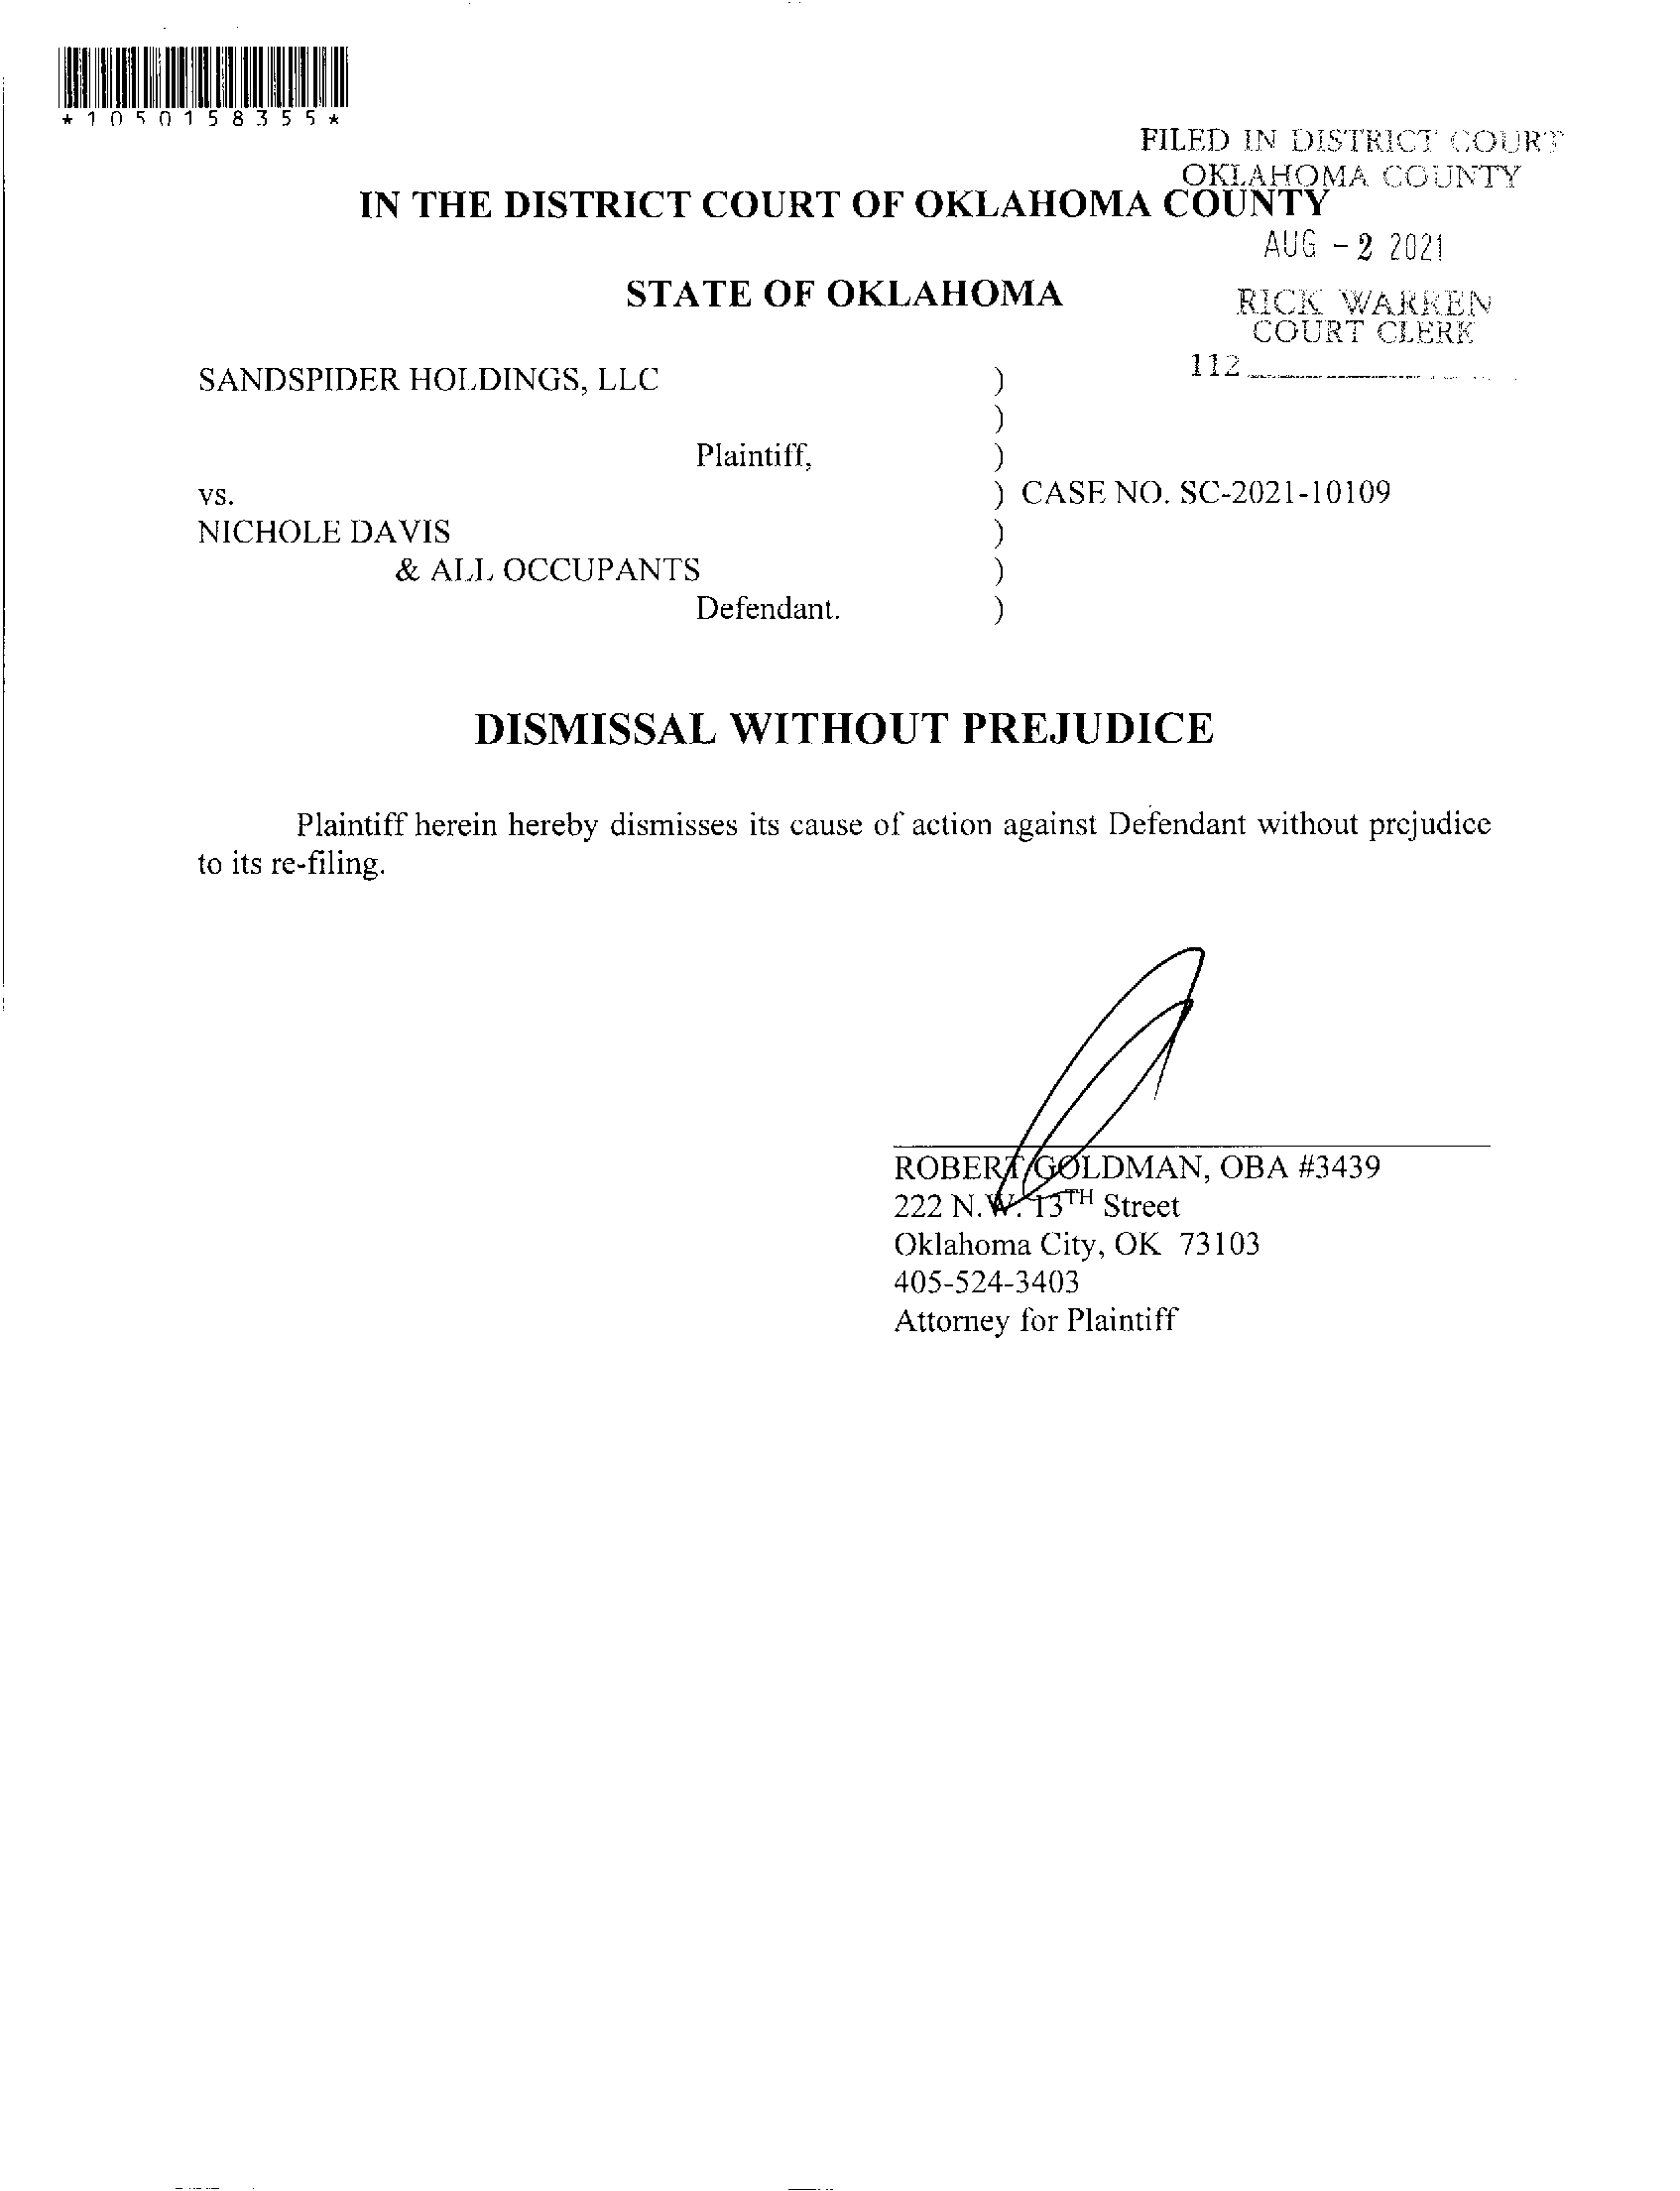 *1050158355*
FILED IN DISTRICT COURT
OKLAHOMA COUNTY
IN THE DISTRICT COURT OF OKLAHOMA COUNTY
AUG - 2 2021
STATE OF OKLAHOMA
RICK WARREN
COURT CLERK
112
SANDSPIDER HOLDINGS, LLC )
)
Plaintiff, )
vs. ) CASE NO. SC-2021-10109
NICHOLE DAVIS )
& ALL OCCUPANTS )
Defendant. )
DISMISSAL WITHOUT PREJUDICE
Plaintiff herein hereby dismisses its cause of action against Defendant without prejudice
to its re-filing.
ROBERT GOLDMAN, OBA #3439
222 N.W. 13TH Street
Oklahoma City, OK 73103
405-524-3403
Attorney for Plaintiff